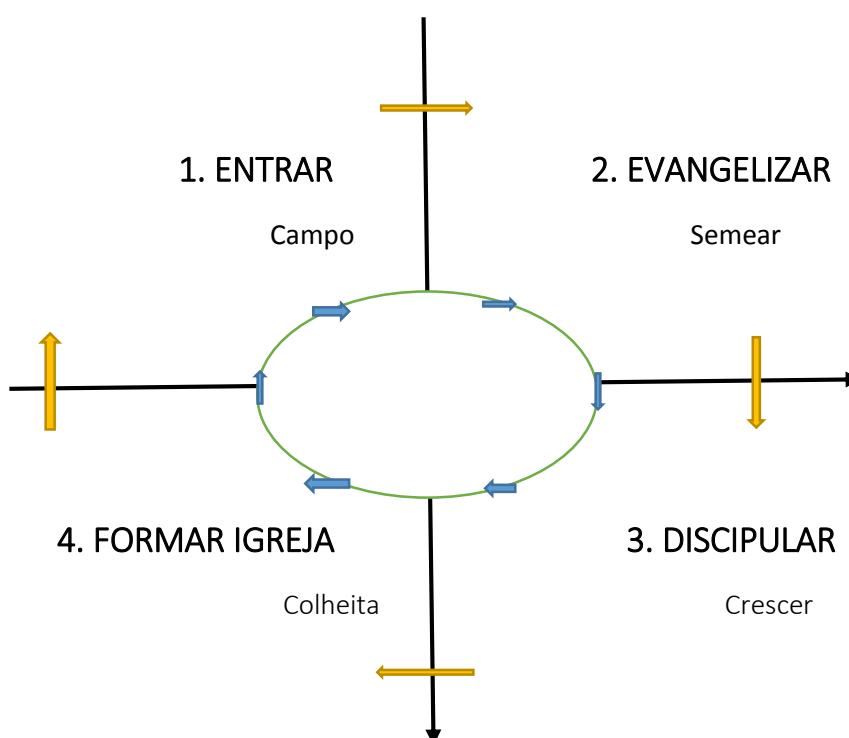 1. ENTRAR
Campo
2. EVANGELIZAR
Semear
3. DISCIPULAR
Crescer
4. FORMAR IGREJA
Colheita